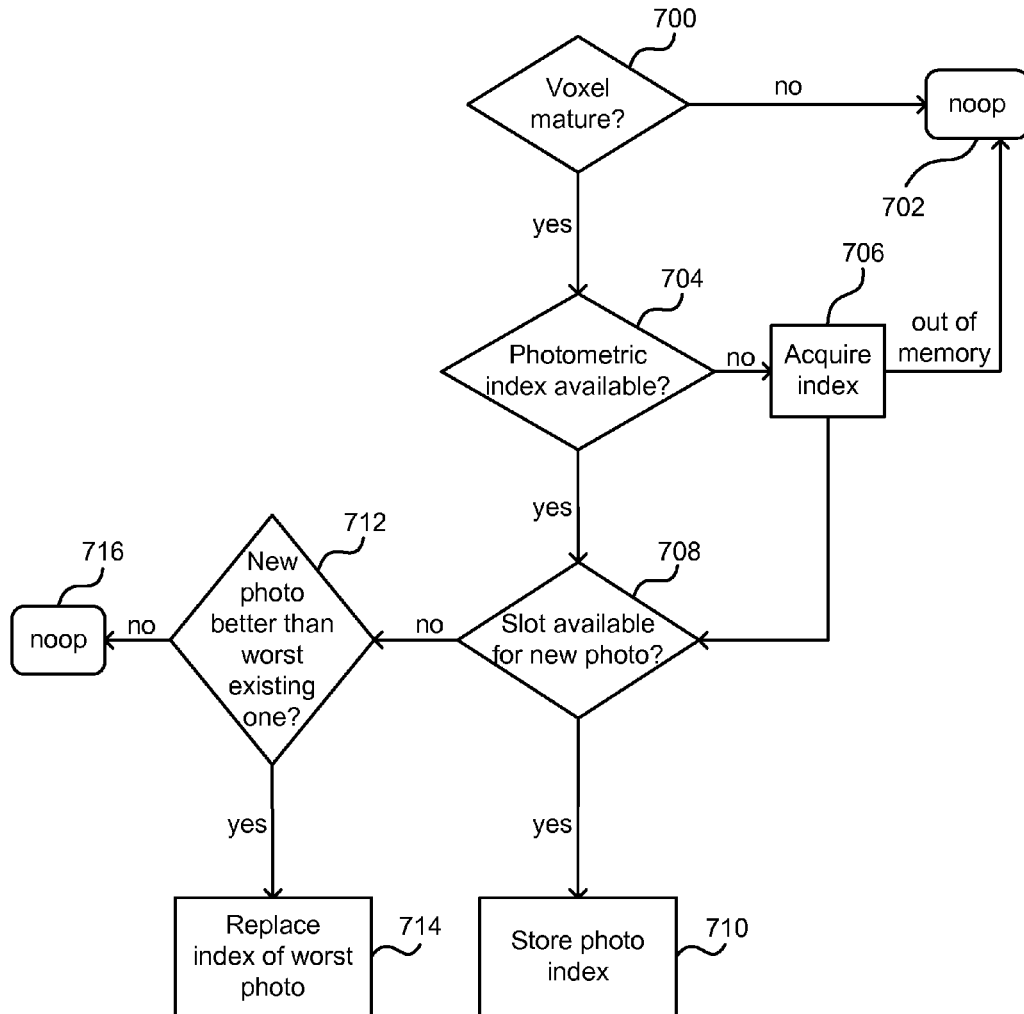 700
Voxel
mature?
no
noop
702
yes
704
706
Photometric
index available?
no
Acquire
index
out of
memory
yes
712
716
708
New
photo
better than
worst
existing
one?
noop
no
no
Slot available
for new photo?
yes
yes
Replace
index of worst
photo
714
Store photo
index
710